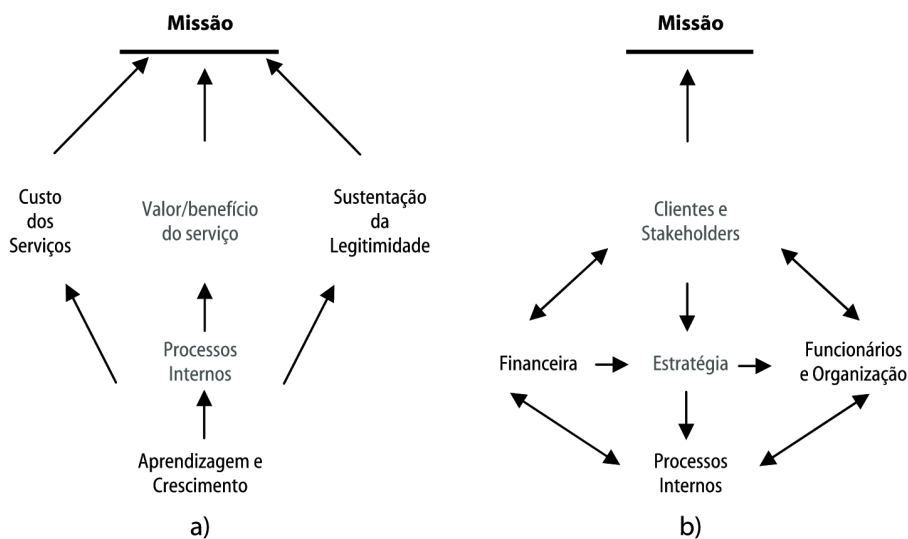 Missão
Custo
dos
Serviços
Valor/benefício
do serviço
Sustentação
da
Legitimidade
Processos
Internos
Aprendizagem e
Crescimento
a)
Missão
Clientes e
Stakeholders
Financeira
Estratégia
Funcionários
e Organização
Processos
Internos
b)